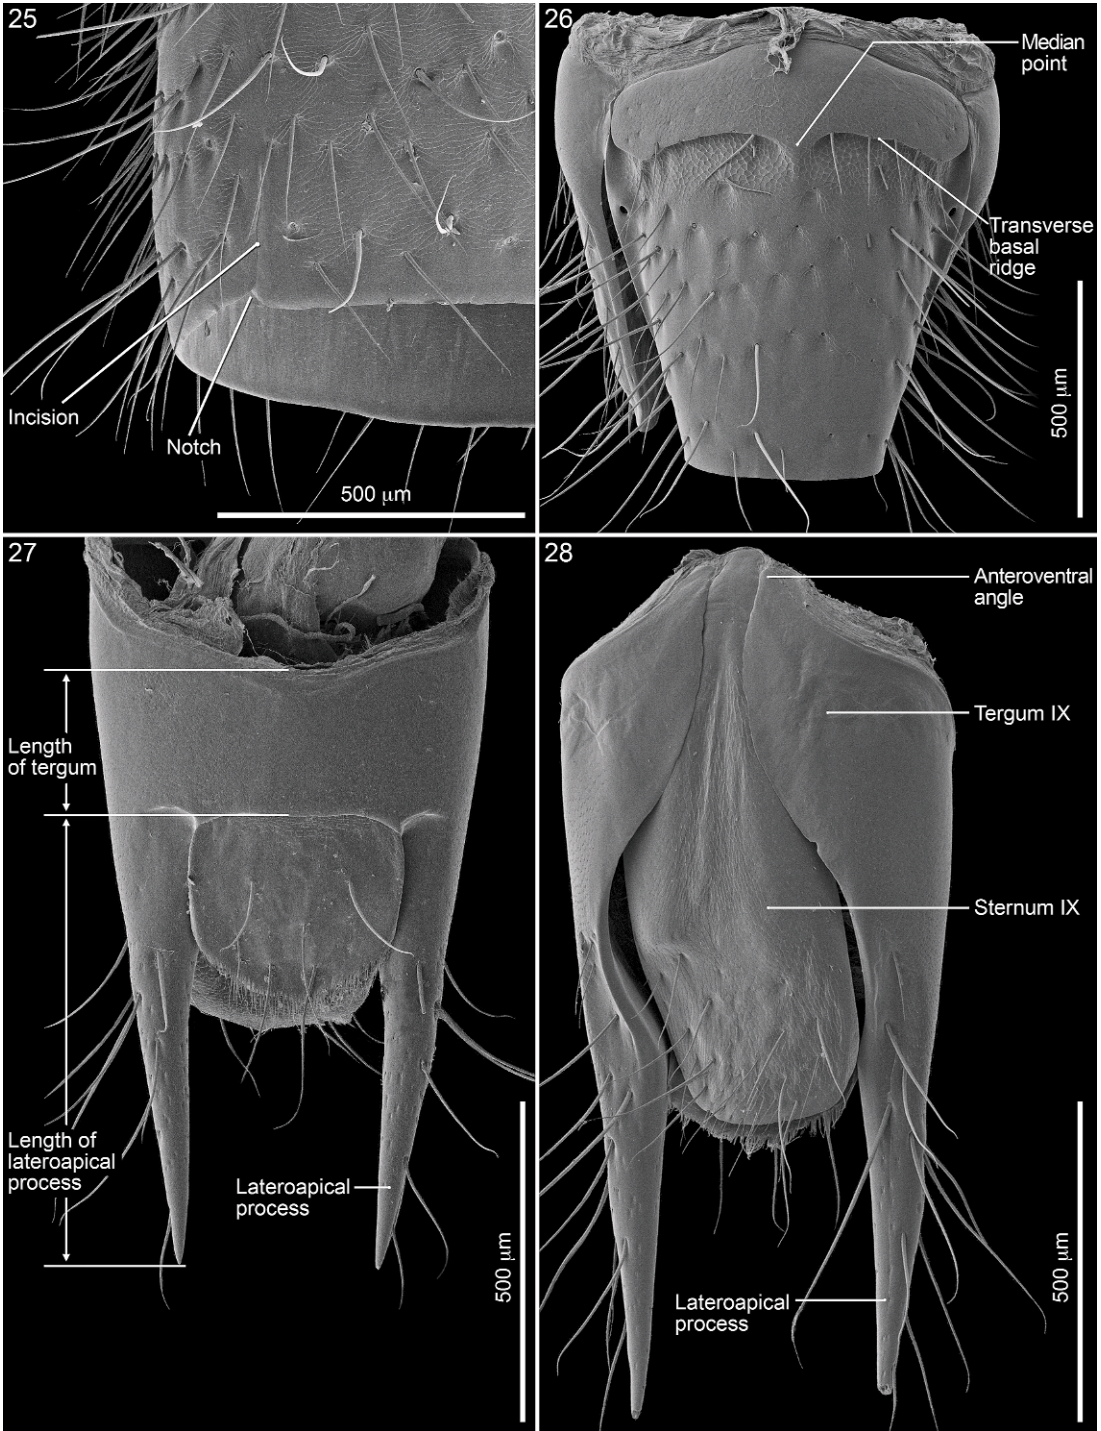 25
Incision
Notch
500 μm
26
Median
point
Transverse
basal
ridge
500 μm
27
Length
of tergum
Length of
lateroapical
process
Lateroapical
process
500 μm
28
Anteroventral
angle
Tergum IX
Sternum IX
Lateroapical
process
500 μm